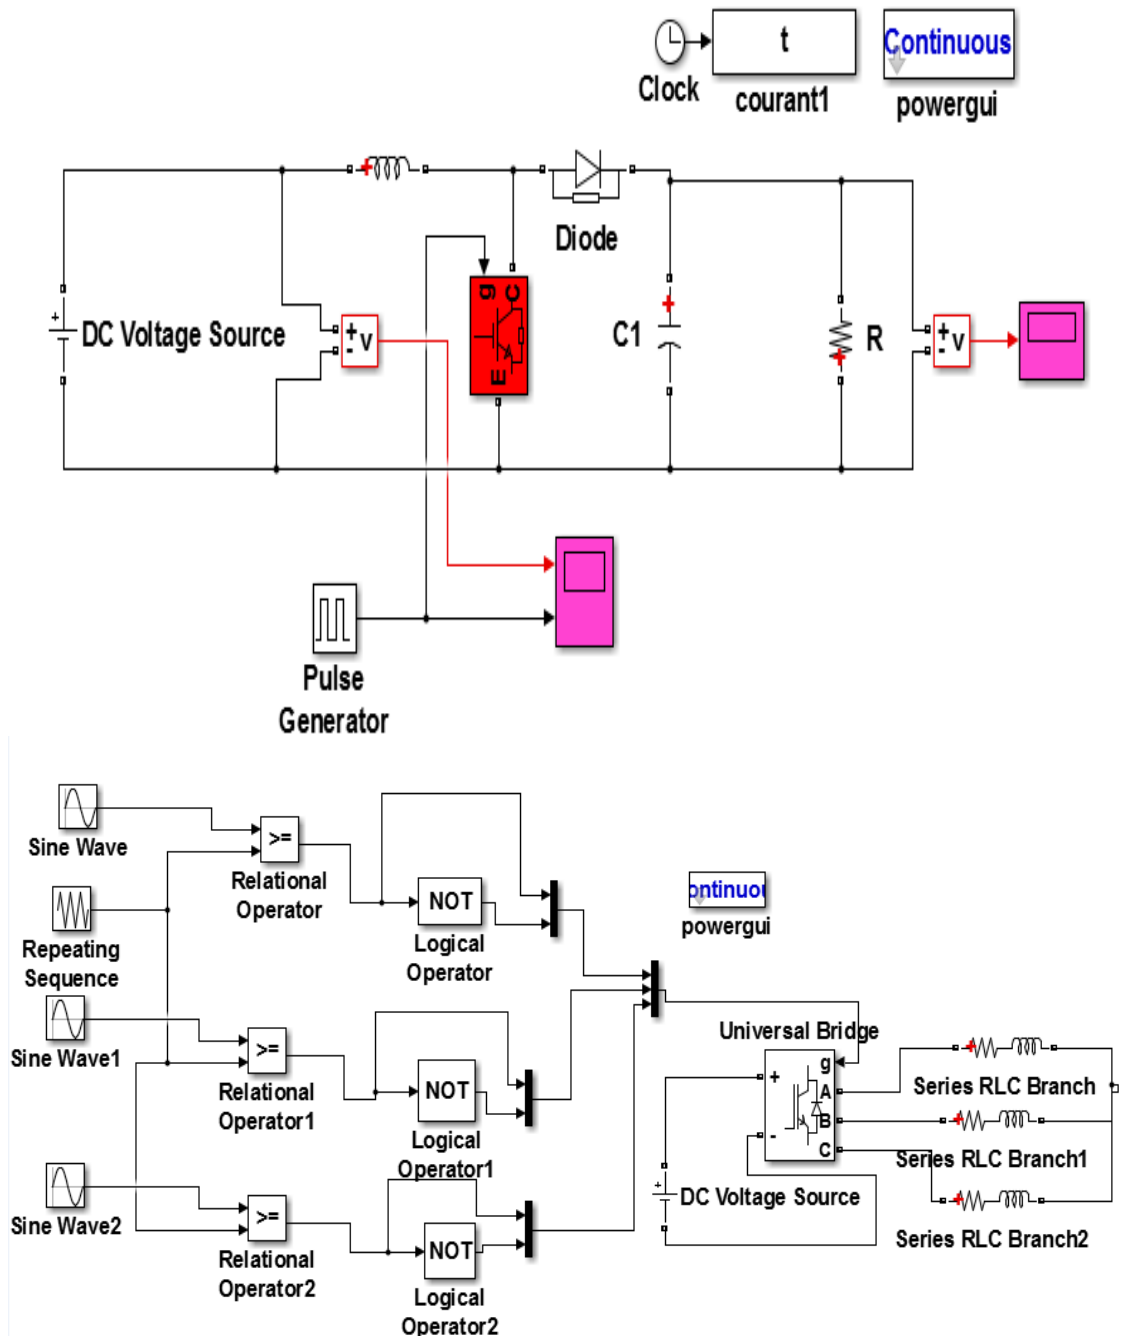 t
Clock
courant1
Continuous
powergui
Diode
g
C
E
DC Voltage Source
+
-
v
C1
R
+
-
v
Pulse
Generator
Sine Wave
>=
Relational
Operator
NOT
Logical
Operator
Repeating
Sequence
ontinuou
powergui
Sine Wave1
>=
Relational
Operator1
NOT
Logical
Operator1
Universal Bridge
g
+
A
B
-
C
Series RLC Branch
Series RLC Branch1
DC Voltage Source
Series RLC Branch2
Sine Wave2
>=
Relational
Operator2
NOT
Logical
Operator2